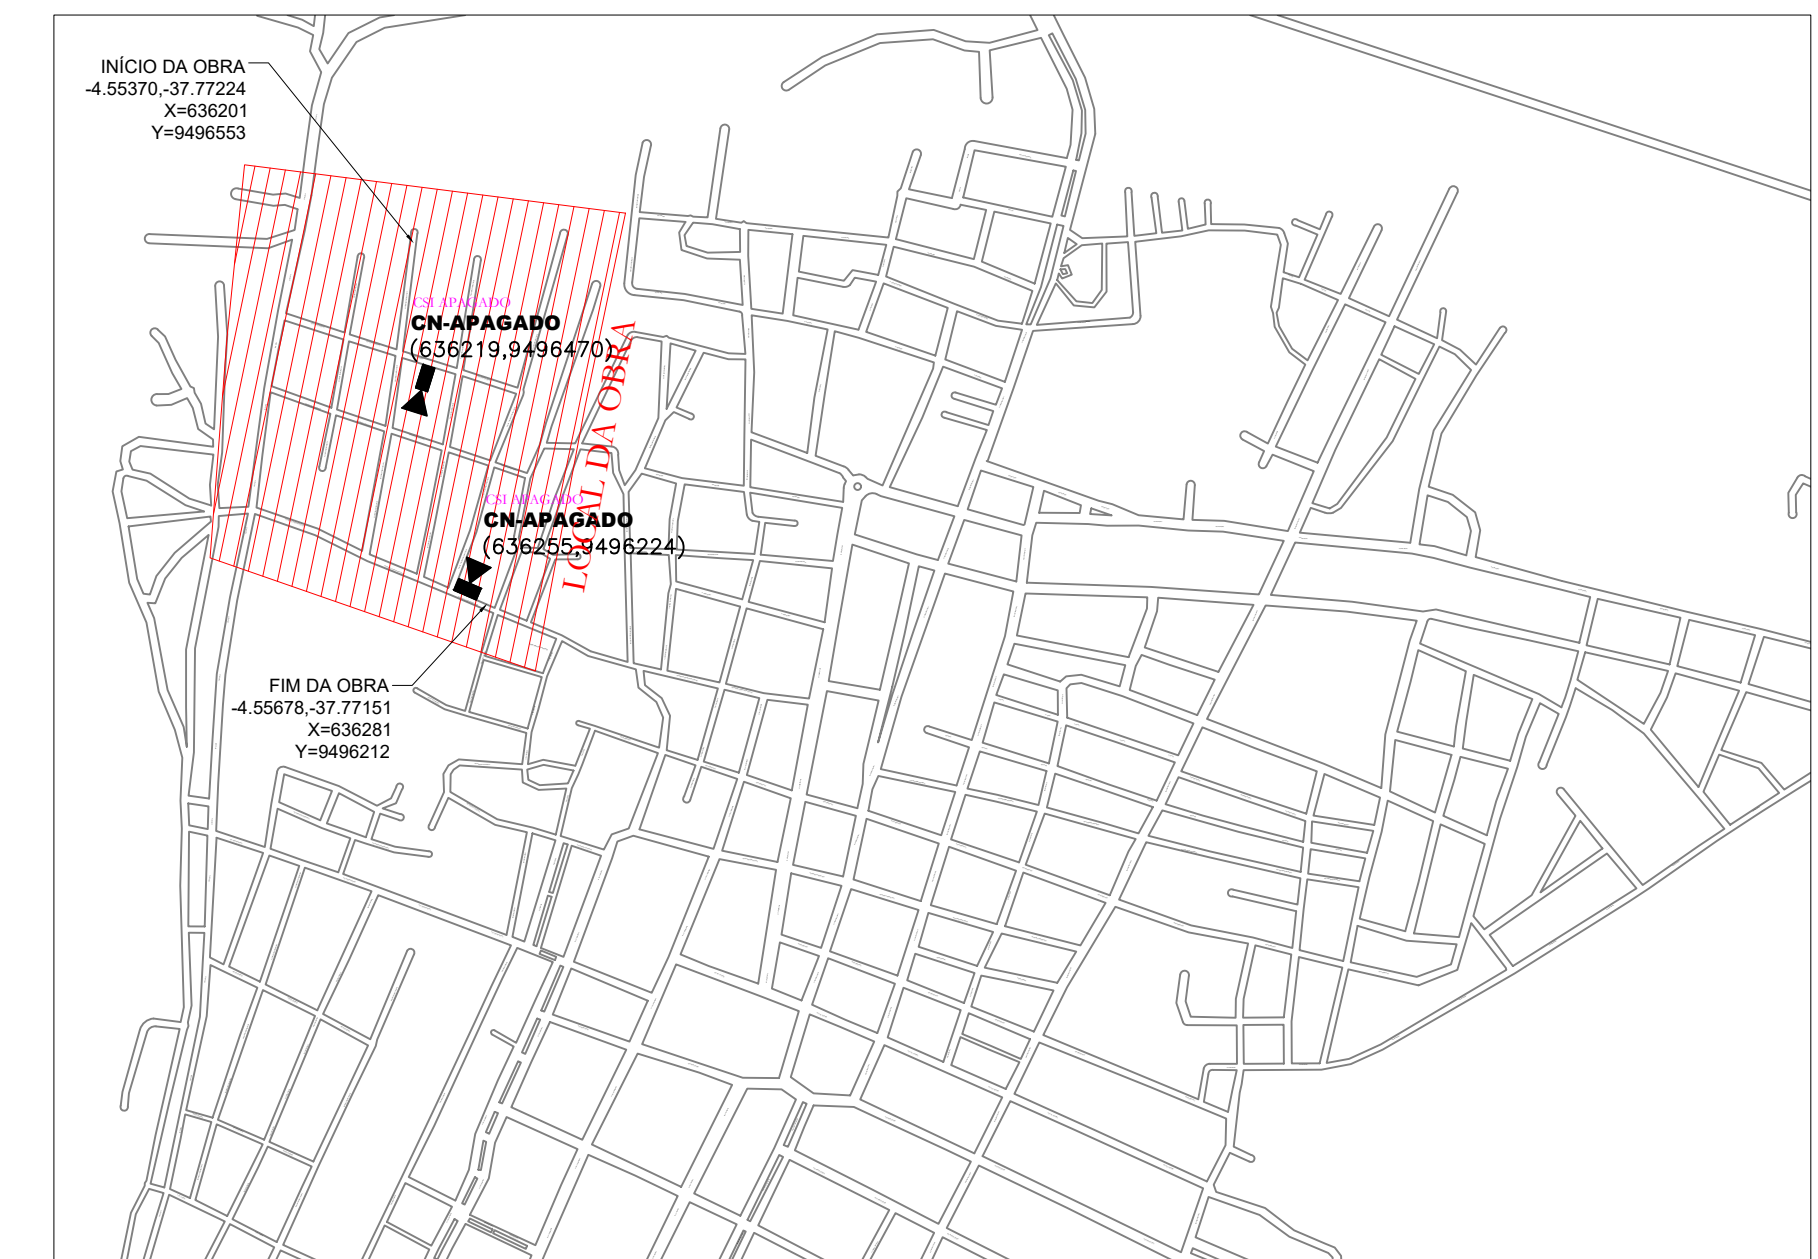 INÍCIO DA OBRA
-4.55370,-37.77224
X=636201
Y=9496553
CSI APAGADO
CN-APAGADO
(636219,9496470)
LOCAL DA OBRA
CSI APAGADO
CN-APAGADO
(636255,9496224)
FIM DA OBRA
-4.55678,-37.77151
X=636281
Y=9496212